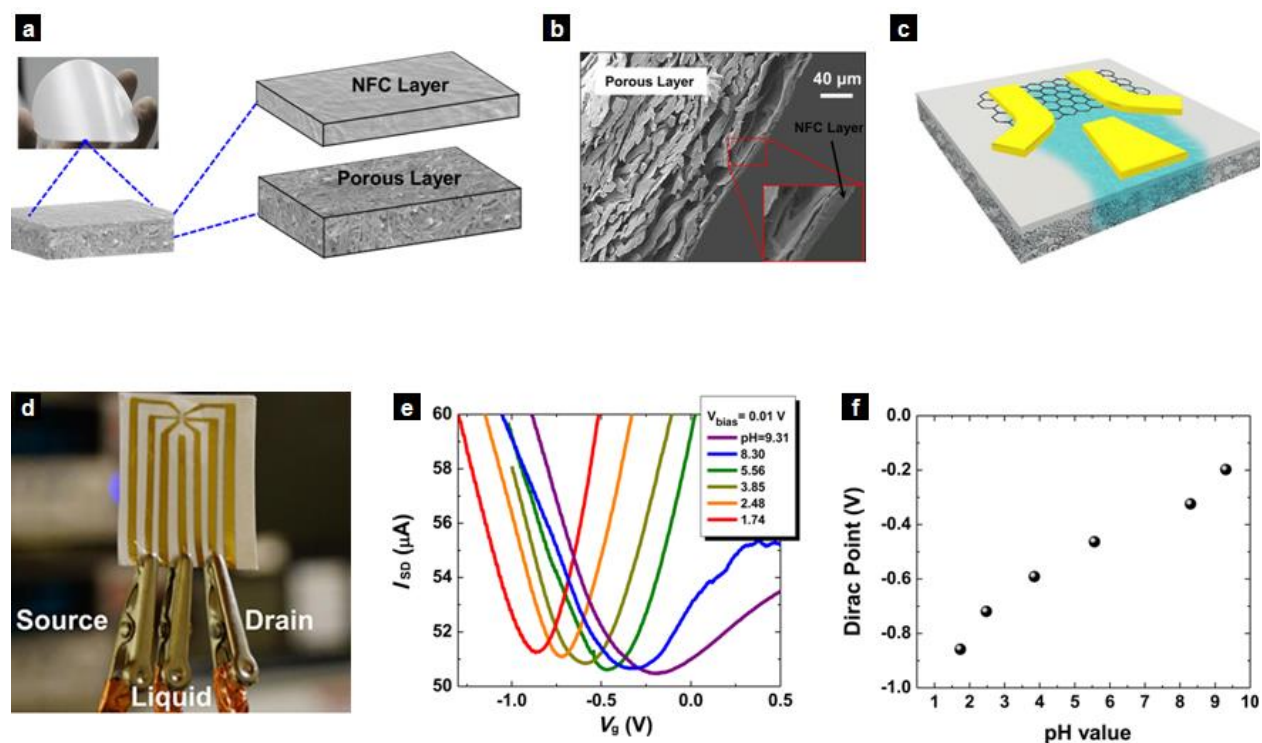 a
NFC Layer
Porous Layer
b
Porous Layer
40 µm
NFC Layer
c
d
Source
Drain
Liquid
e
60
58
56
54
52
50
I SD (µA)
-1.0
-0.5
0.0
0.5
Vg (V)
Vbias= 0.01 V
pH=9.31
8.30
5.56
3.85
2.48
1.74
f
0.0
-0.2
-0.4
-0.6
-0.8
-1.0
Dirac Point (V)
1 2 3 4 5 6 7 8 9 10
pH value